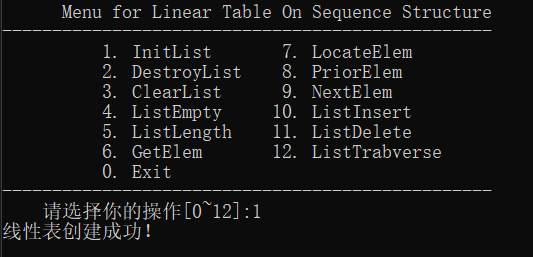 Menu for Linear Table On Sequence Structure
-------------------------------------------------
1. InitList 7. LocateElem
2. DestroyList 8. PriorElem
3. ClearList 9. NextElem
4. ListEmpty 10. ListInsert
5. ListLength 11. ListDelete
6. GetElem 12. ListTrabverse
0. Exit
-------------------------------------------------
请选择你的操作[0~12]:1
线性表创建成功!